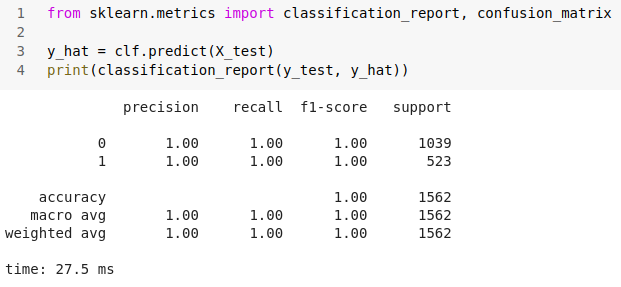 1 from sklearn.metrics import classification_report, confusion_matrix
2
3 y_hat = clf.predict(X_test)
4 print(classification_report(y_test, y_hat))
precision recall f1-score support
0 1.00 1.00 1.00 1039
1 1.00 1.00 1.00 523
accuracy 1.00 1562
macro avg 1.00 1.00 1.00 1562
weighted avg 1.00 1.00 1.00 1562
time: 27.5 ms